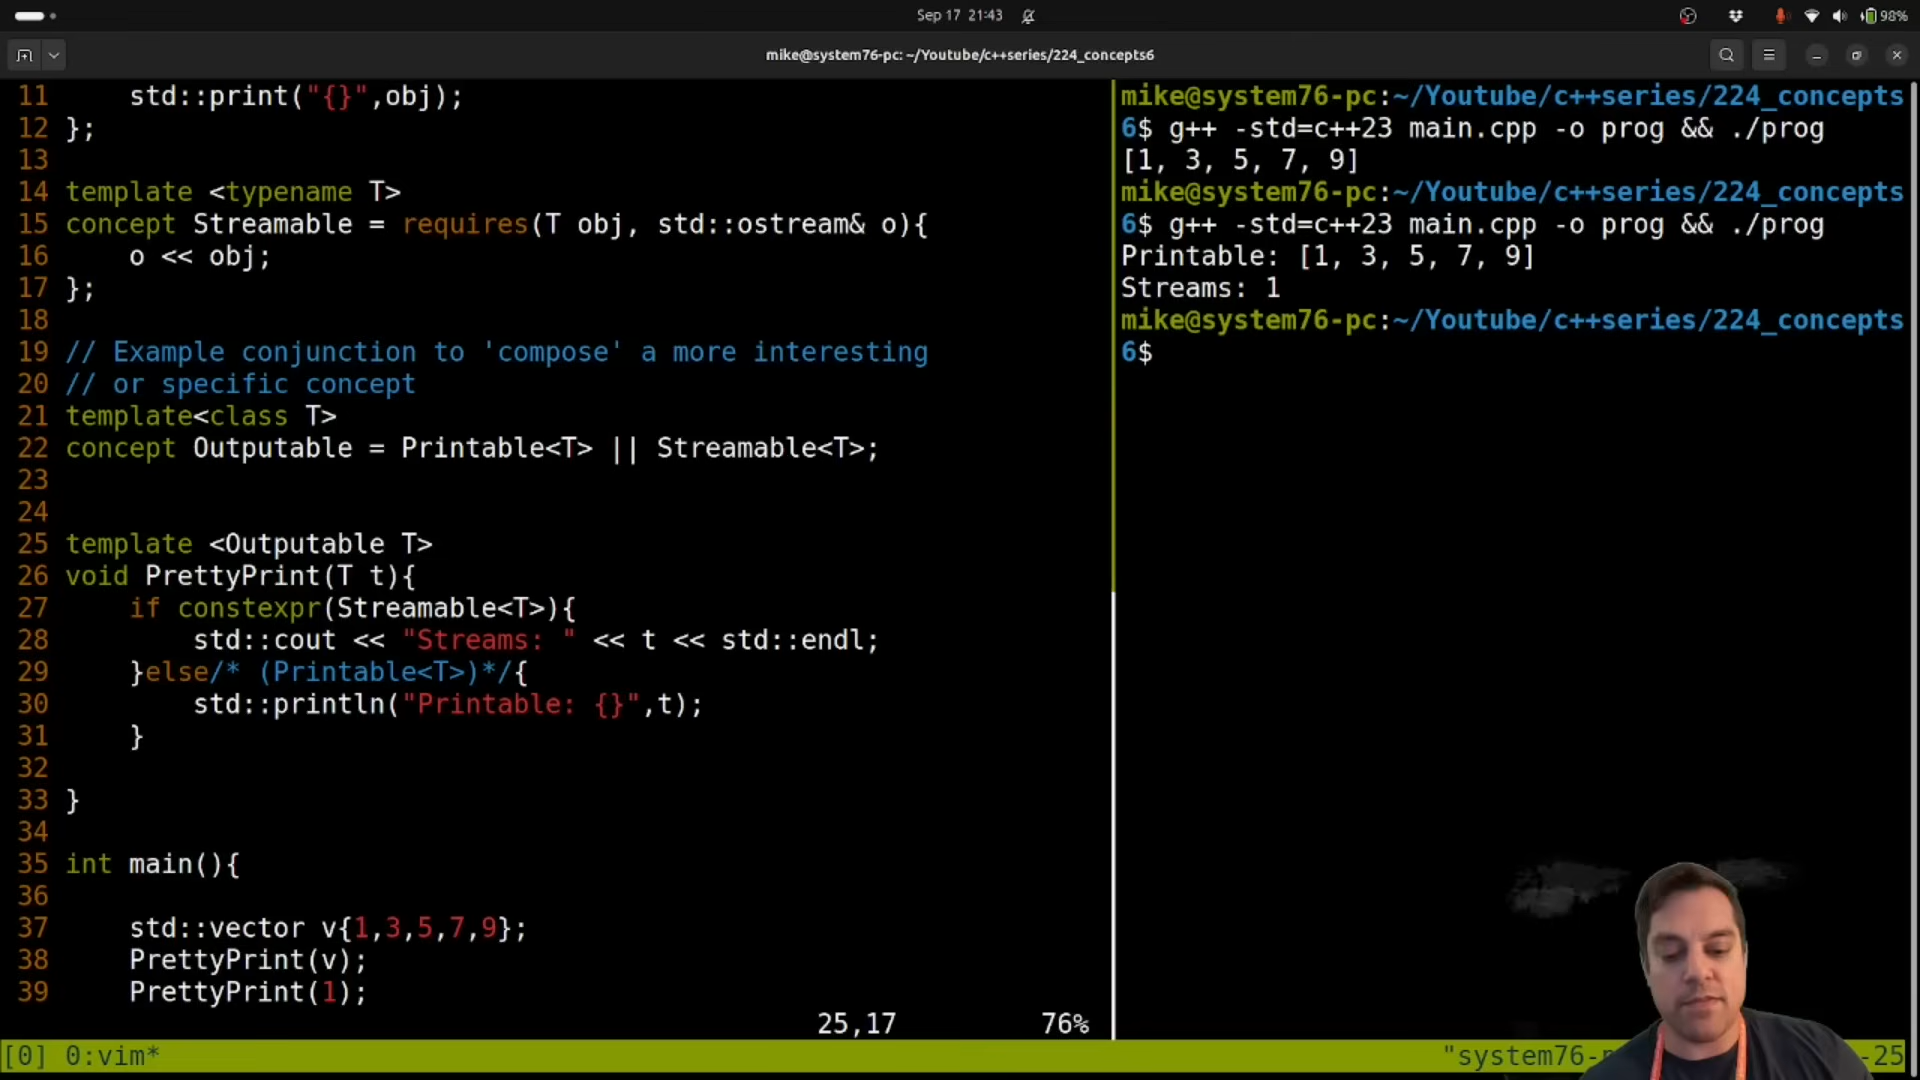 Sep 17 21:43
98%
mike@system76-pc: ~/Youtube/c++series/224_concepts6
11     std::print("{}",obj);
12 };
13
14 template <typename T>
15 concept Streamable = requires(T obj, std::ostream& o){
16     o << obj;
17 };
18
19 // Example conjunction to 'compose' a more interesting
20 // or specific concept
21 template<class T>
22 concept Outputable = Printable<T> || Streamable<T>;
23
24
25 template <Outputable T>
26 void PrettyPrint(T t){
27     if constexpr(Streamable<T>){
28         std::cout << "Streams: " << t << std::endl;
29     }else/* (Printable<T>)*/{
30         std::println("Printable: {}",t);
31     }
32
33 }
34
35 int main(){
36
37     std::vector v{1,3,5,7,9};
38     PrettyPrint(v);
39     PrettyPrint(1);
25,17 76%
mike@system76-pc:~/Youtube/c++series/224_concepts
6$ g++ -std=c++23 main.cpp -o prog && ./prog
[1, 3, 5, 7, 9]
mike@system76-pc:~/Youtube/c++series/224_concepts
6$ g++ -std=c++23 main.cpp -o prog && ./prog
Printable: [1, 3, 5, 7, 9]
Streams: 1
mike@system76-pc:~/Youtube/c++series/224_concepts
6$
[0] 0:vim*
"system76-p -25